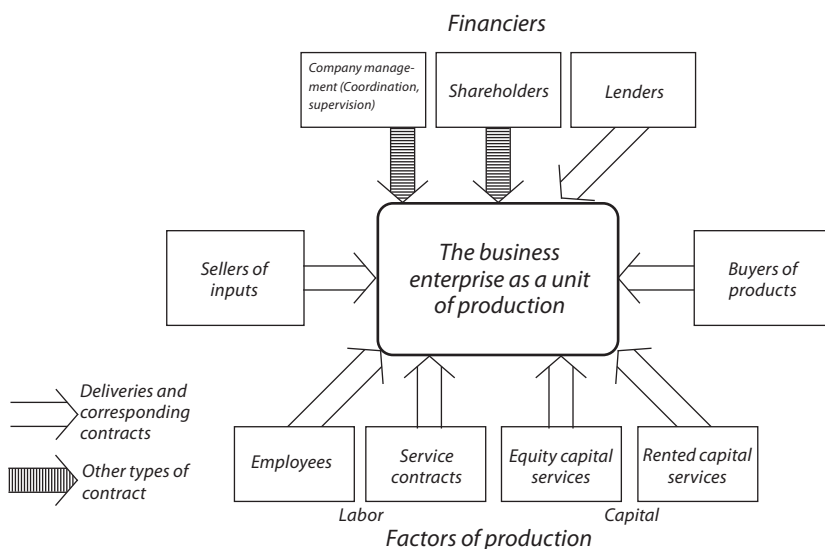 Financiers
Company manage-
ment (Coordination,
supervision)
Shareholders
Lenders
Sellers of
inputs
The business
enterprise as a unit
of production
Buyers of
products
Deliveries and
corresponding
contracts
Other types of
contract
Employees
Service
contracts
Equity capital
services
Rented capital
services
Labor
Capital
Factors of production